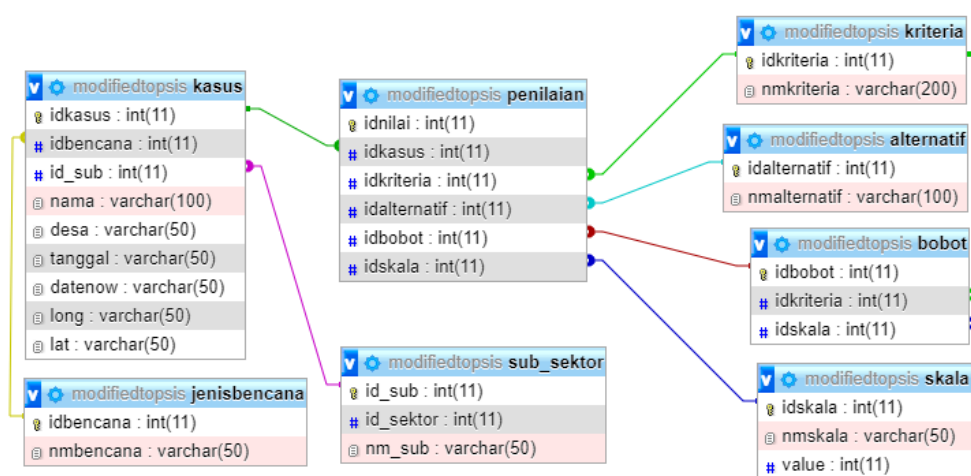 modifiedtopsis kasus
idkasus : int(11)
idbencana : int(11)
id_sub : int(11)
nama : varchar(100)
desa : varchar(50)
tanggal : varchar(50)
datenow : varchar(50)
long : varchar(50)
lat : varchar(50)
modifiedtopsis jenisbencana
idbencana : int(11)
nmbencana : varchar(50)
modifiedtopsis penilaian
idnilai : int(11)
idkasus : int(11)
idkriteria : int(11)
idalternatif : int(11)
idbobot : int(11)
idskala : int(11)
modifiedtopsis sub_sektor
id_sub : int(11)
id_sektor : int(11)
nm_sub : varchar(50)
modifiedtopsis kriteria
idkriteria : int(11)
nmkriteria : varchar(200)
modifiedtopsis alternatif
idalternatif : int(11)
nmalternatif : varchar(100)
modifiedtopsis bobot
idbobot : int(11)
idkriteria : int(11)
idskala : int(11)
modifiedtopsis skala
idskala : int(11)
nmskala : varchar(50)
value : int(11)